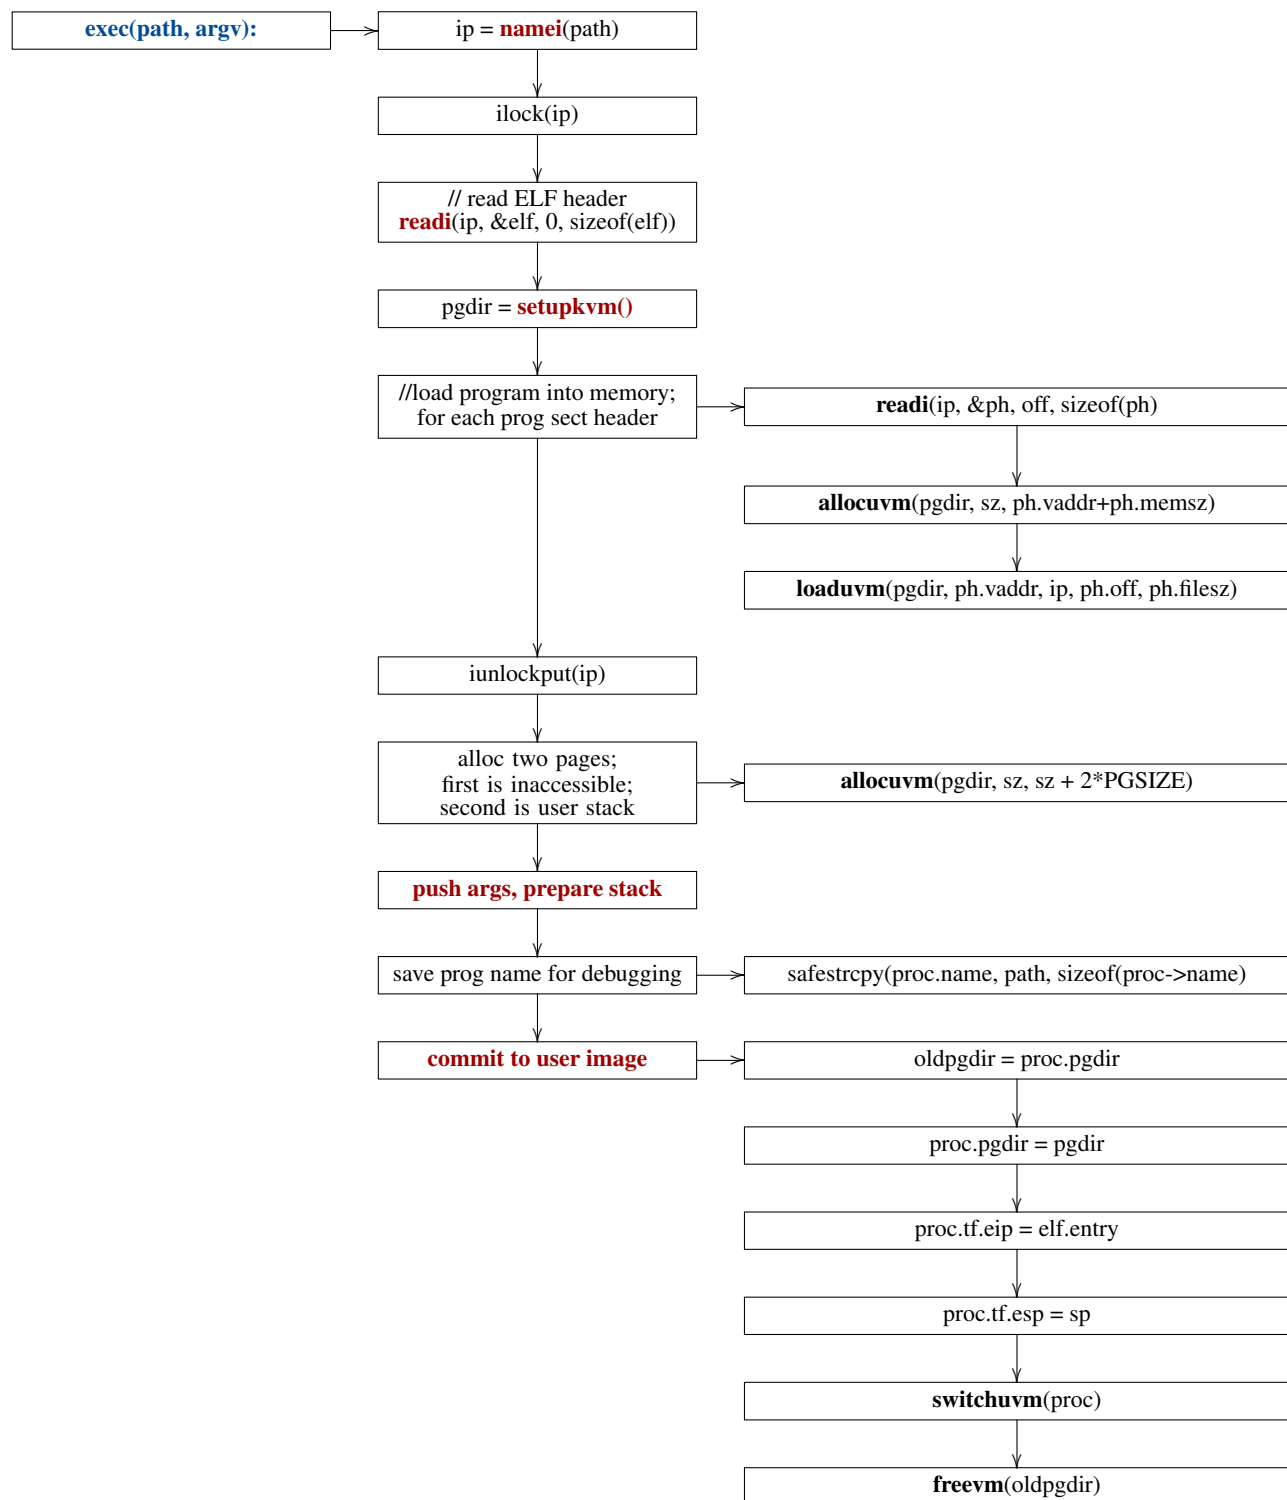 exec(path, argv):
ip = namei(path)
ilock(ip)
// read ELF header
readi(ip, &elf, 0, sizeof(elf))
pgdir = setupkvm()
//load program into memory;
for each prog sect header
readi(ip, &ph, off, sizeof(ph)
allocuvm(pgdir, sz, ph.vaddr+ph.memsz)
loaduvm(pgdir, ph.vaddr, ip, ph.off, ph.filesz)
iunlockput(ip)
alloc two pages;
first is inaccessible;
second is user stack
allocuvm(pgdir, sz, sz + 2*PGSIZE)
push args, prepare stack
save prog name for debugging
safestrcpy(proc.name, path, sizeof(proc->name)
commit to user image
oldpgdir = proc.pgdir
proc.pgdir = pgdir
proc.tf.eip = elf.entry
proc.tf.esp = sp
switchuvm(proc)
freevm(oldpgdir)